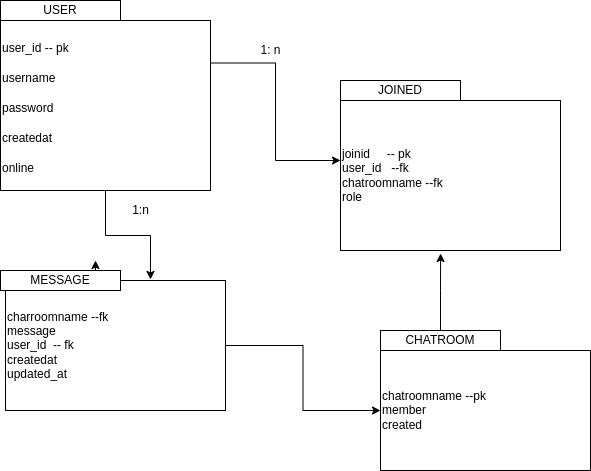 USER
user_id -- pk
username
password
createdat
online
1: n
JOINED
joinid -- pk
user_id --fk
chatroomname --fk
role
1:n
MESSAGE
charroomname --fk
message
user_id -- fk
createdat
updated_at
CHATROOM
chatroomname --pk
member
created